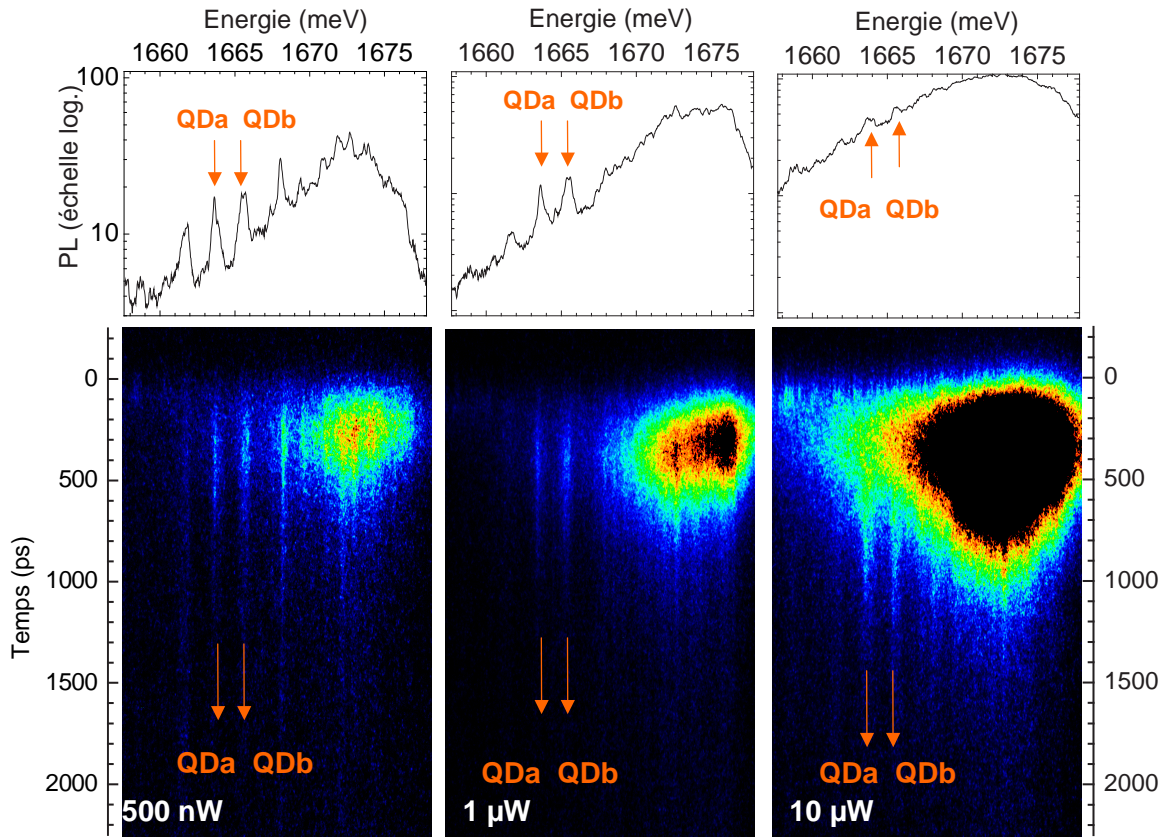 Energie (meV)
1660 1665 1670 1675
Energie (meV)
1660 1665 1670 1675
Energie (meV)
1660 1665 1670 1675
PL (échelle log.)
100
10
QDa QDb
QDa QDb
QDa QDb
Temps (ps)
0
500
1000
1500
2000
0
500
1000
1500
2000
QDa QDb
500 nW
QDa QDb
1 µW
QDa QDb
10 µW